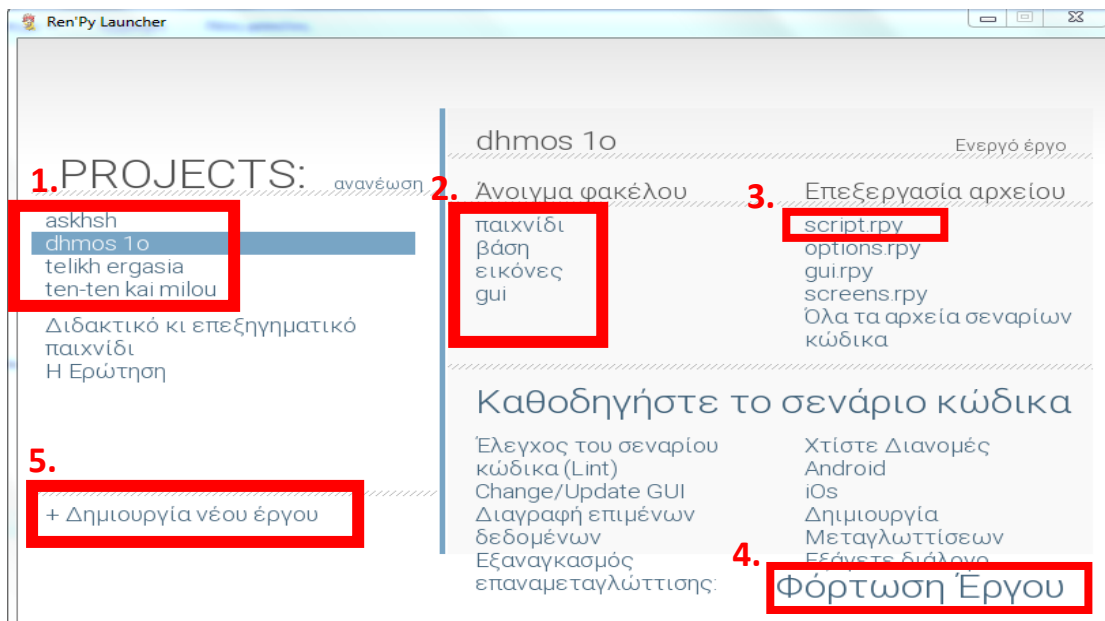 Ren'Py Launcher
1.
PROJECTS:
ανανέωση
askhsh
dhmos 1o
telikh ergasia
ten-ten kai milou
Διδακτικό κι επεξηγηματικό
παιχνίδι
Η Ερώτηση
5.
+ Δημιουργία νέου έργου
dhmos 1o
Ενεργό έργο
2.
Άνοιγμα φακέλου
παιχνίδι
βάση
εικόνες
gui
3.
Επεξεργασία αρχείου
script.rpy
options.rpy
gui.rpy
screens.rpy
Όλα τα αρχεία σεναρίων
κώδικα
Καθοδηγήστε το σενάριο κώδικα
Έλεγχος του σεναρίου
κώδικα (Lint)
Change/Update GUI
Διαγραφή επιμένων
δεδομένων
Εξαναγκασμός
επαναμεταγλώττισης:
Χτίστε Διανομές
Android
iOs
Δηιμιουργία
Μεταγλωττίσεων
Εξάγετε διάλογο
4.
Φόρτωση Έργου